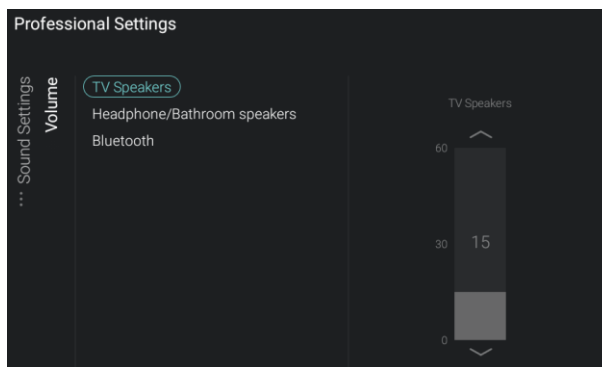 Professional Settings
... Sound Settings
Volume
TV Speakers
Headphone/Bathroom speakers
Bluetooth
TV Speakers
60
30
15
0